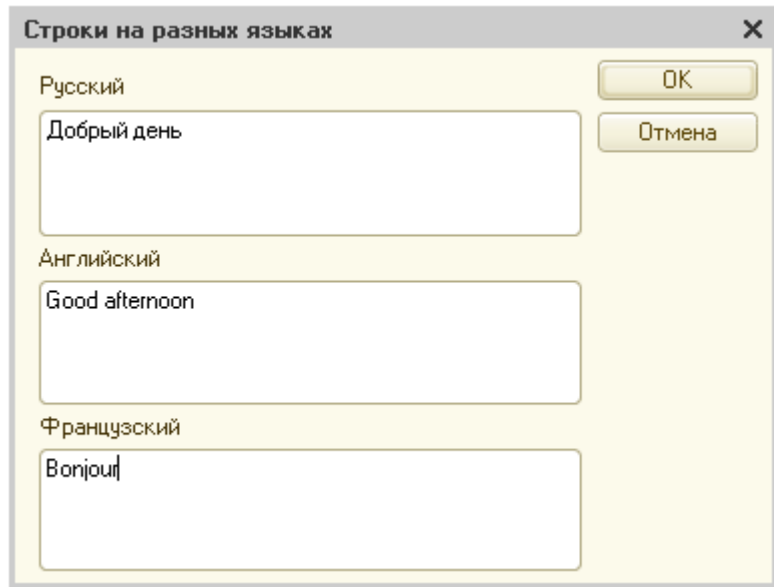 Строки на разных языках
Русский
OK
Добрый день
Отмена
Английский
Good afternoon
Французский
Bonjour